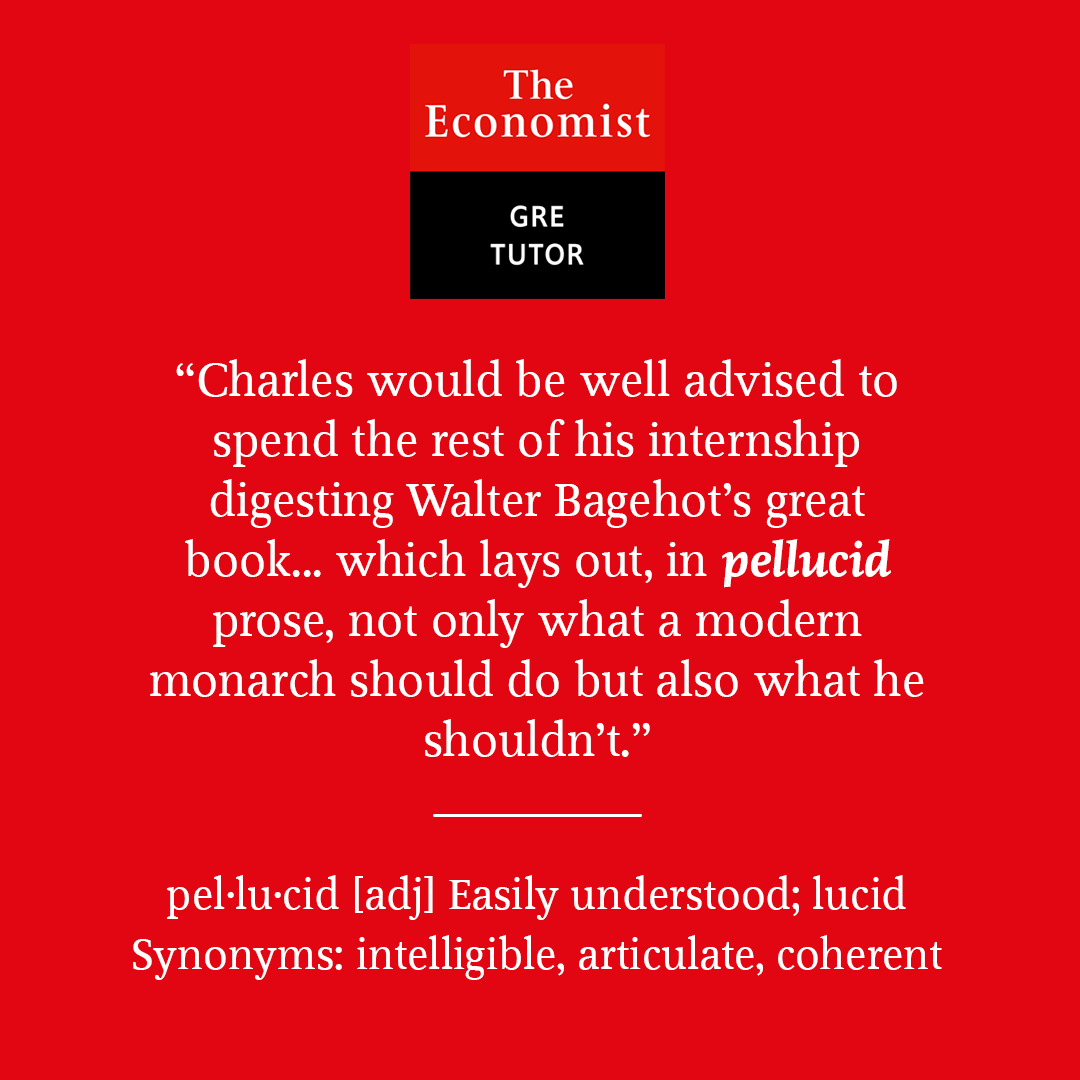 The
Economist
GRE
TUTOR
“Charles would be well advised to
spend the rest of his internship
digesting Walter Bagehot’s great
book... which lays out, in pellucid
prose, not only what a modern
monarch should do but also what he
shouldn’t.”
pel·lu·cid [adj] Easily understood; lucid
Synonyms: intelligible, articulate, coherent